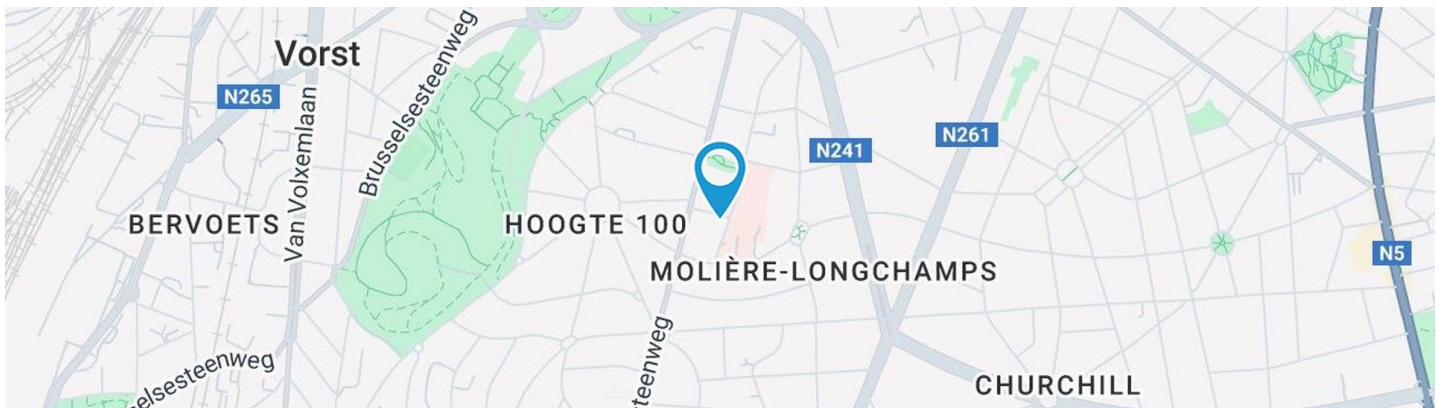 Vorst
N265
Brusselsesteenweg
Van Volxemlaan
N241
N261
BERVOETS
HOOGTE 100
MOLIÈRE-LONGCHAMPS
N5
elsesteenweg
steenweg
CHURCHILL